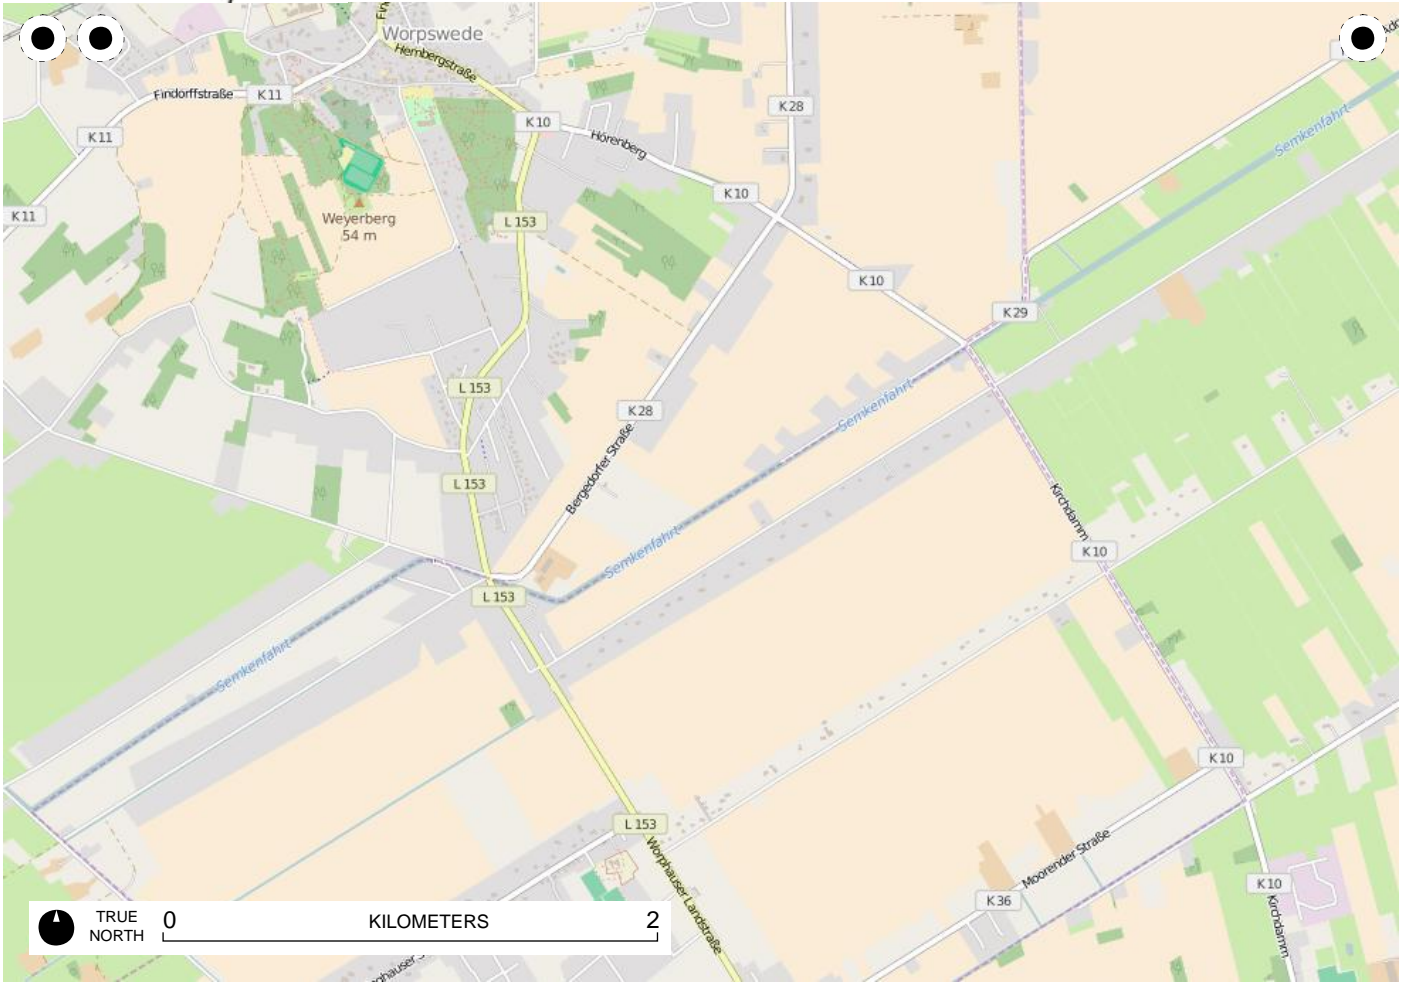 Worpswede
Hembergstraße
Findorffstraße
K 11
K 28
K 11
K 10
Hörenberg
Semkenfahrt
K 10
K 11
L 153
Weyerberg
54 m
K 10
K 29
L 153
K 28
Semkenfahrt
Bergedorfer Straße
L 153
Kirchdamm
Semkenfahrt
K 10
L 153
Semkenfahrt
K 10
L 153
Worphauser Landstraße
Moorender Straße
K 10
K 36
Kirchdamm
TRUE
NORTH
0 KILOMETERS 2